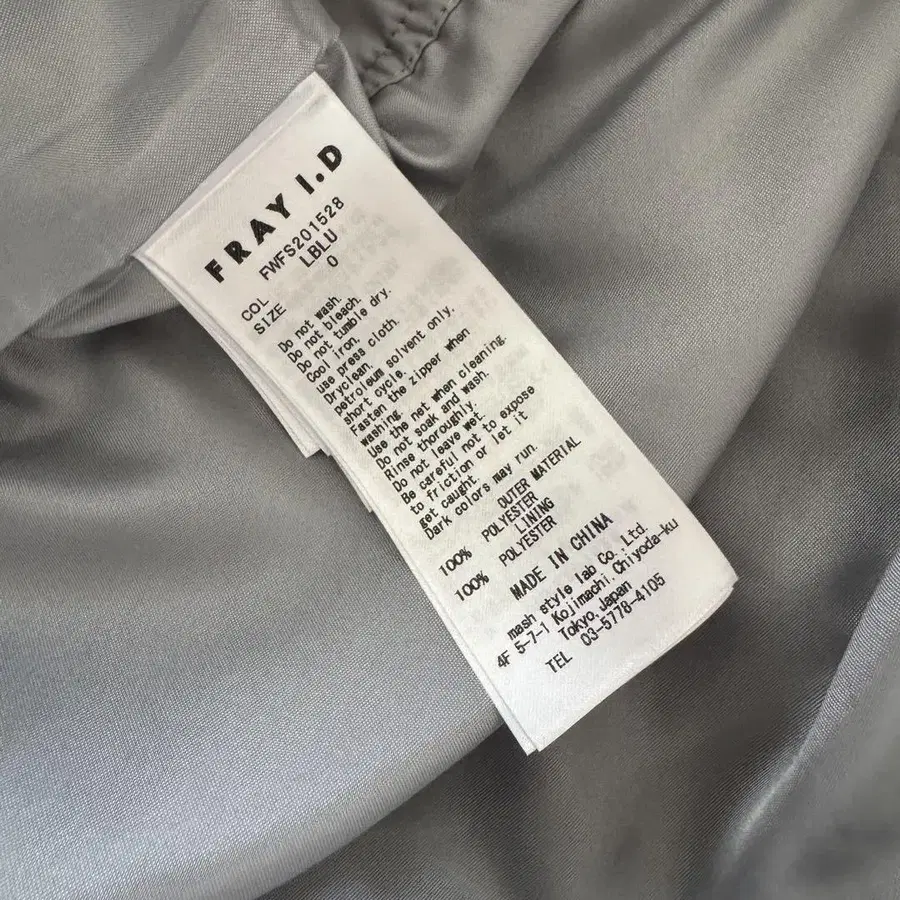 FRAY I.D
FWFS201528
COL LBLU
SIZE 0
Do not wash.
Do not bleach.
Do not tumble dry.
Cool iron.
use press cloth.
Dryclean.
petroleum solvent only.
short cycle.
Fasten the zipper when
washing.
Use the net when cleaning.
Do not soak and wash.
Rinse thoroughly.
Do not leave wet.
Be careful not to expose
to friction or let it
get caught.
Dark colors may run.
OUTER MATERIAL
100% POLYESTER
LINING
100% POLYESTER
MADE IN CHINA
mash style lab Co., Ltd.
4F 5-7-1 Kojimachi, Chiyoda-ku
Tokyo, Japan
TEL 03-5778-4105